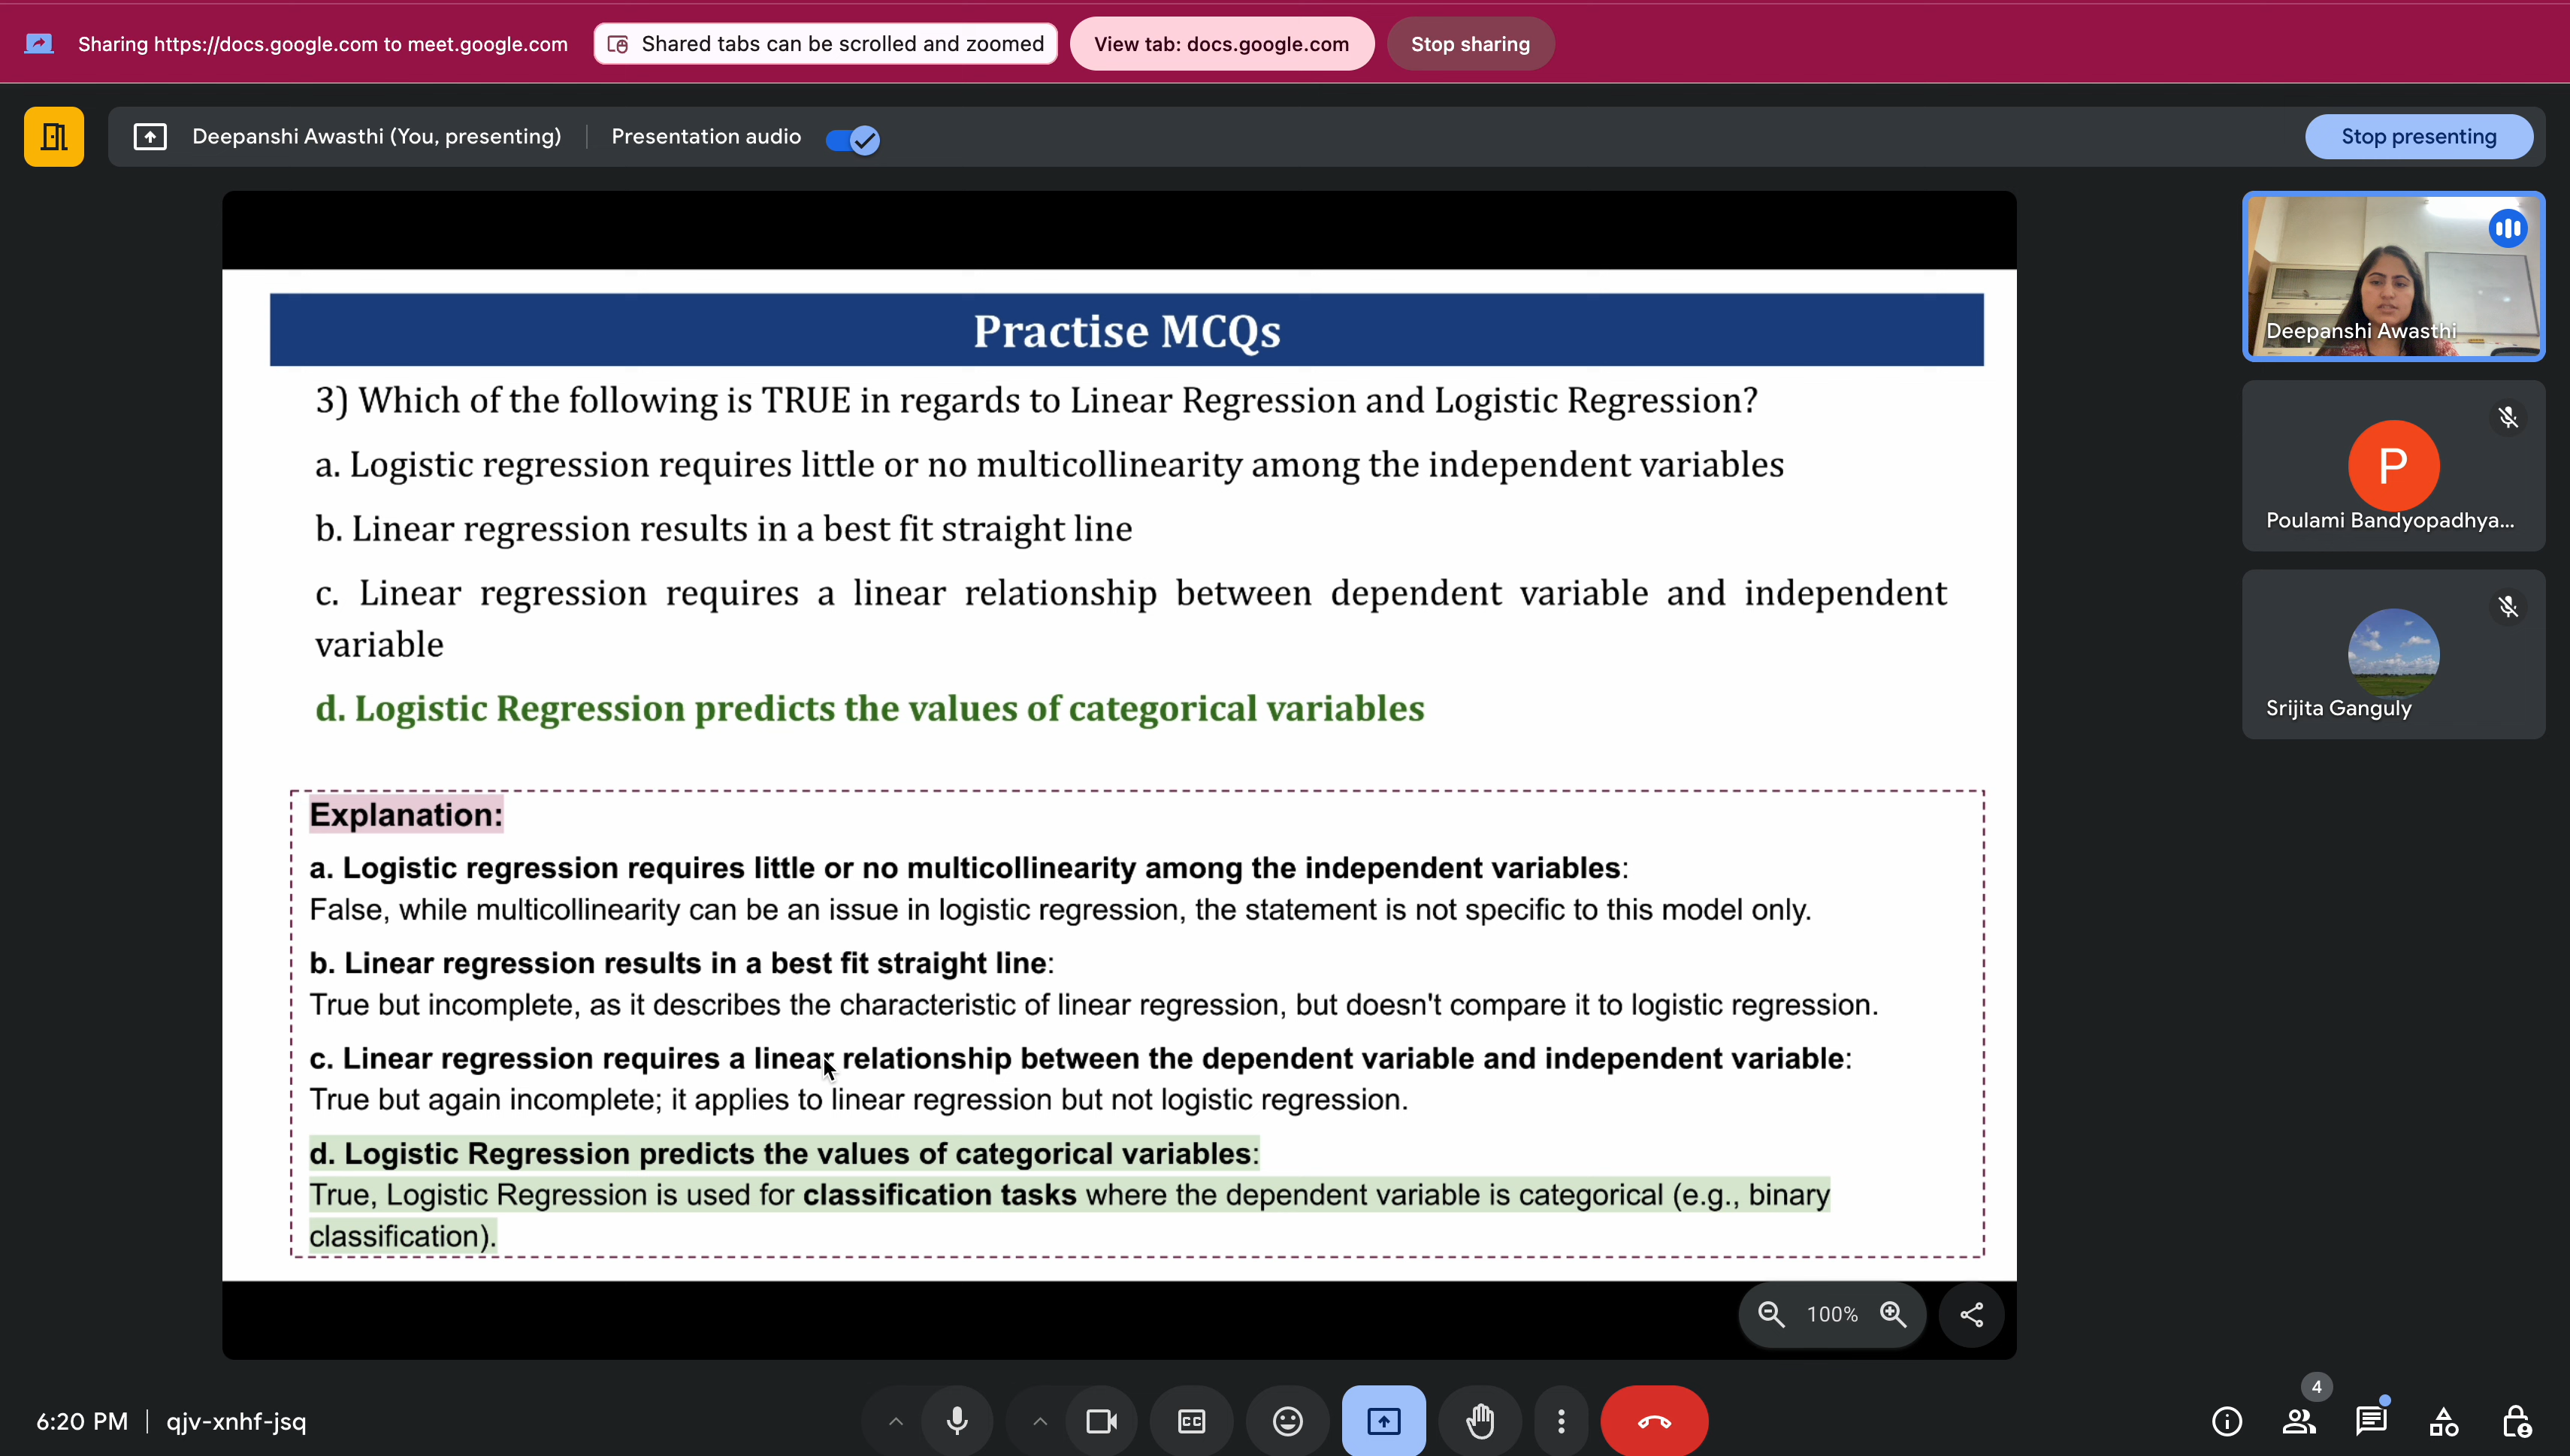 Sharing https://docs.google.com to meet.google.com
Shared tabs can be scrolled and zoomed
View tab: docs.google.com
Stop sharing
Deepanshi Awasthi (You, presenting)
Presentation audio
Stop presenting
Practise MCQs
3) Which of the following is TRUE in regards to Linear Regression and Logistic Regression?
a. Logistic regression requires little or no multicollinearity among the independent variables
b. Linear regression results in a best fit straight line
c. Linear regression requires a linear relationship between dependent variable and independent
variable
d. Logistic Regression predicts the values of categorical variables
Explanation:
a. Logistic regression requires little or no multicollinearity among the independent variables:
False, while multicollinearity can be an issue in logistic regression, the statement is not specific to this model only.
b. Linear regression results in a best fit straight line:
True but incomplete, as it describes the characteristic of linear regression, but doesn't compare it to logistic regression.
c. Linear regression requires a linear relationship between the dependent variable and independent variable:
True but again incomplete; it applies to linear regression but not logistic regression.
d. Logistic Regression predicts the values of categorical variables:
True, Logistic Regression is used for classification tasks where the dependent variable is categorical (e.g., binary
classification).
100%
Deepanshi Awasthi
P
Poulami Bandyopadhya...
Srijita Ganguly
6:20 PM
qjv-xnhf-jsq
CC
4